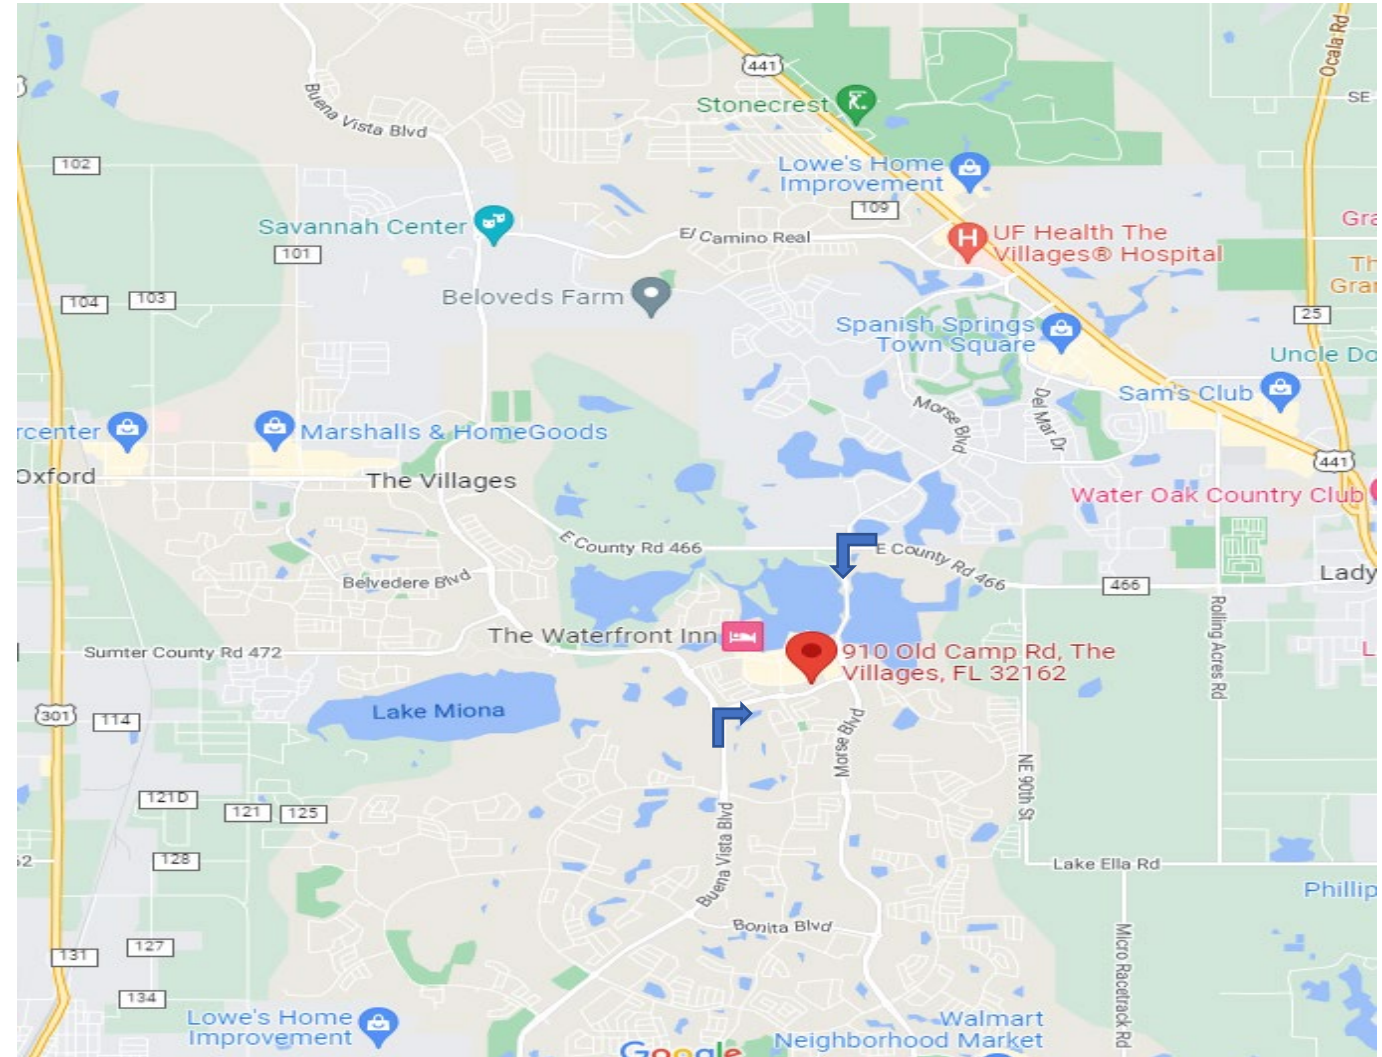 441
Ocala Rd
SE
Stonecrest
Buena Vista Blvd
102
Lowe's Home
Improvement
109
Savannah Center
El Camino Real
UF Health The
Villages® Hospital
Gra
101
Th
Gran
104
103
Beloveds Farm
25
Spanish Springs
Town Square
Uncle Do
Sam's Club
Morse Blvd
Del Mar Dr
rcenter
Marshalls & HomeGoods
441
Oxford
The Villages
Water Oak Country Club
E County Rd 466
E County Rd 466
Belvedere Blvd
466
Lady
Rolling Acres Rd
The Waterfront Inn
910 Old Camp Rd, The
Villages, FL 32162
Sumter County Rd 472
L
301
114
Lake Miona
Morse Blvd
NE 90th St
121D
121
125
Buena Vista Blvd
128
Lake Ella Rd
Phillip
Bonita Blvd
127
131
Micro Racetrack Rd
134
Lowe's Home
Improvement
Walmart
Neighborhood Market
Google